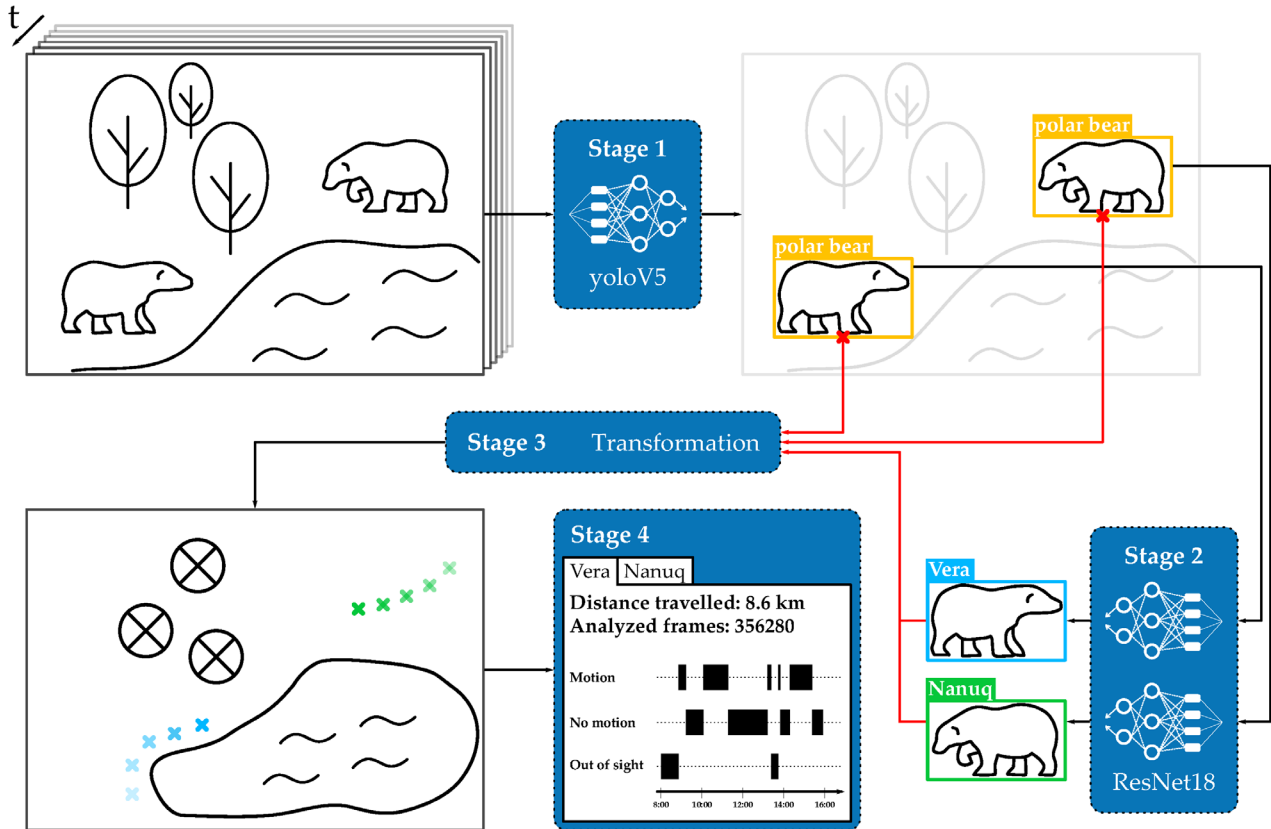 t
Stage 1
yoloV5
polar bear
polar bear
Stage 3 Transformation
Stage 4
Vera Nanuq
Distance travelled: 8.6 km
Analyzed frames: 356280
Motion
No motion
Out of sight
8:00 10:00 12:00 14:00 16:00
Vera
Nanuq
Stage 2
ResNet18